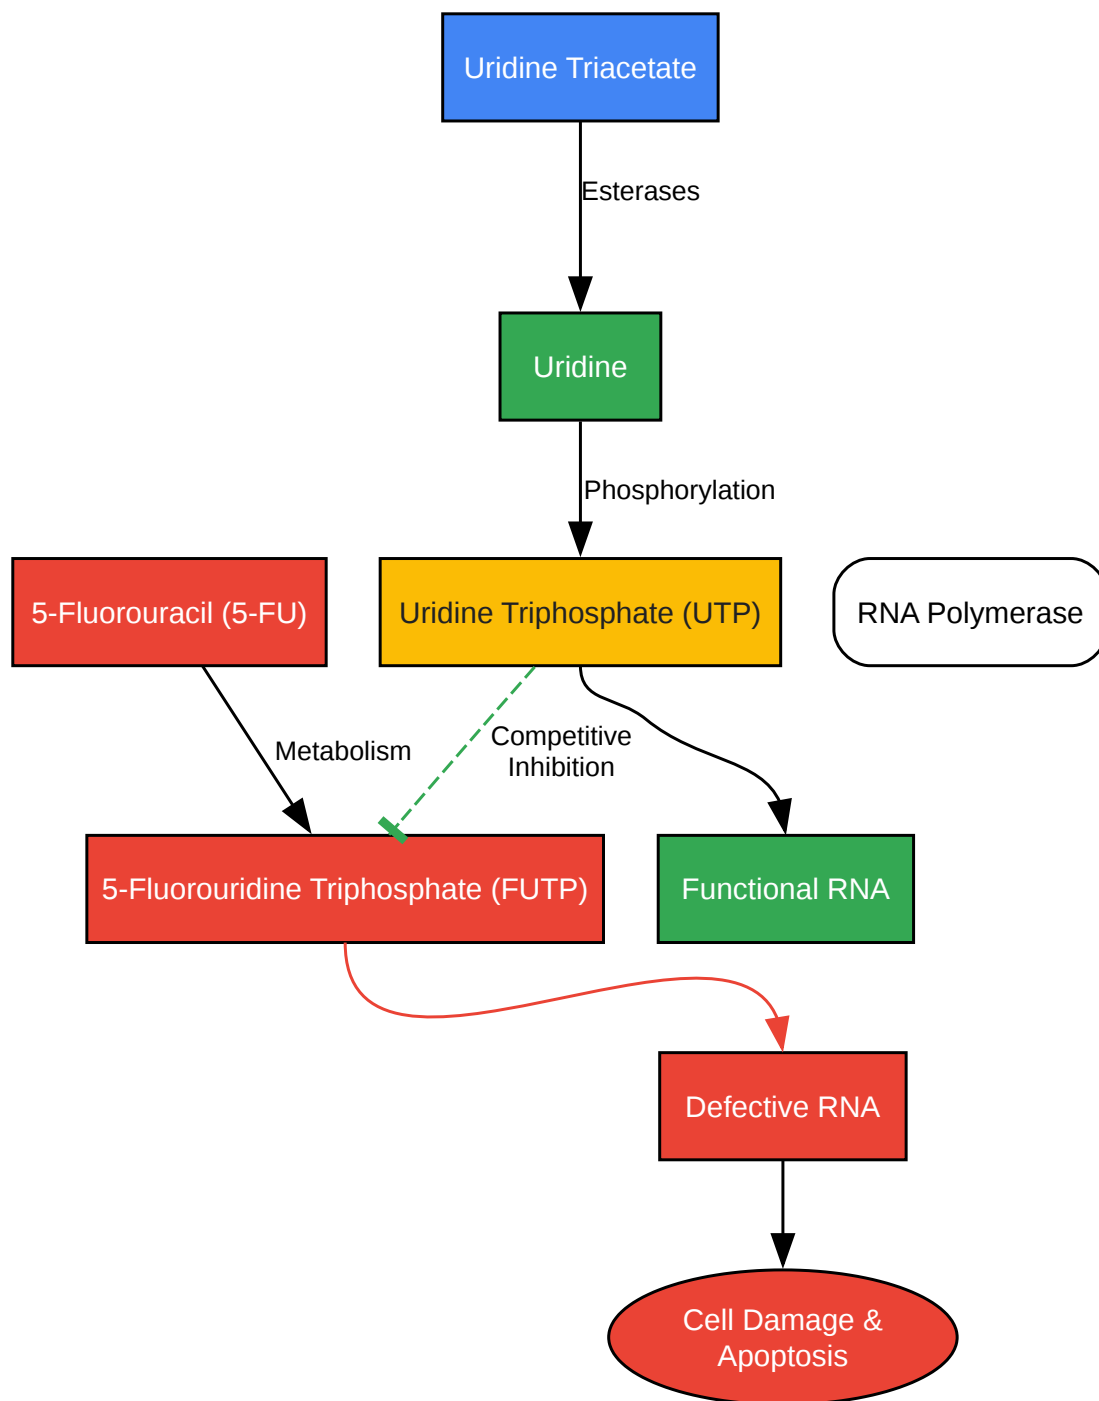 Uridine Triacetate
Esterases
Uridine
Phosphorylation
5-Fluorouracil (5-FU)
Uridine Triphosphate (UTP)
RNA Polymerase
Metabolism
Competitive
Inhibition
5-Fluorouridine Triphosphate (FUTP)
Functional RNA
Defective RNA
Cell Damage &
Apoptosis